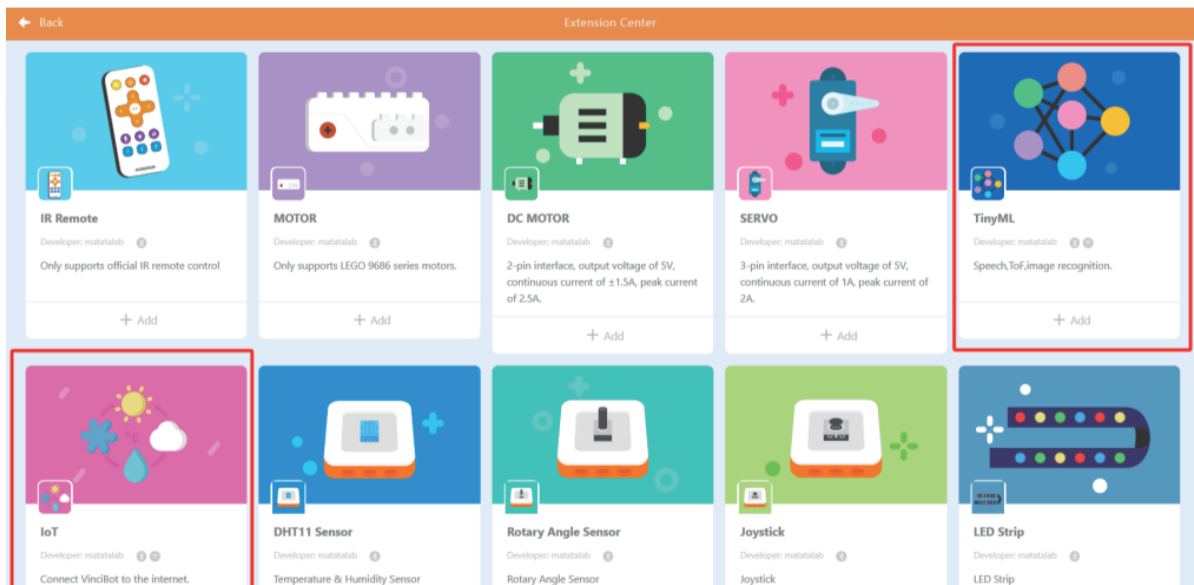 Back
Extension Center
IR Remote
Developer: matatalab
Only supports official IR remote control
+ Add
MOTOR
Developer: matatalab
Only supports LEGO 9686 series motors.
+ Add
DC MOTOR
Developer: matatalab
2-pin interface, output voltage of 5V,
continuous current of ±1.5A, peak current
of 2.5A.
+ Add
SERVO
Developer: matatalab
3-pin interface, output voltage of 5V,
continuous current of 1A, peak current of
2A.
+ Add
TinyML
Developer: matatalab
Speech,ToF,image recognition.
+ Add
°C
IoT
Developer: matatalab
Connect VinciBot to the internet.
DHT11 Sensor
Developer: matatalab
Temperature & Humidity Sensor
Rotary Angle Sensor
Developer: matatalab
Rotary Angle Sensor
Joystick
Developer: matatalab
Joystick
LED Strip
Developer: matatalab
LED Strip